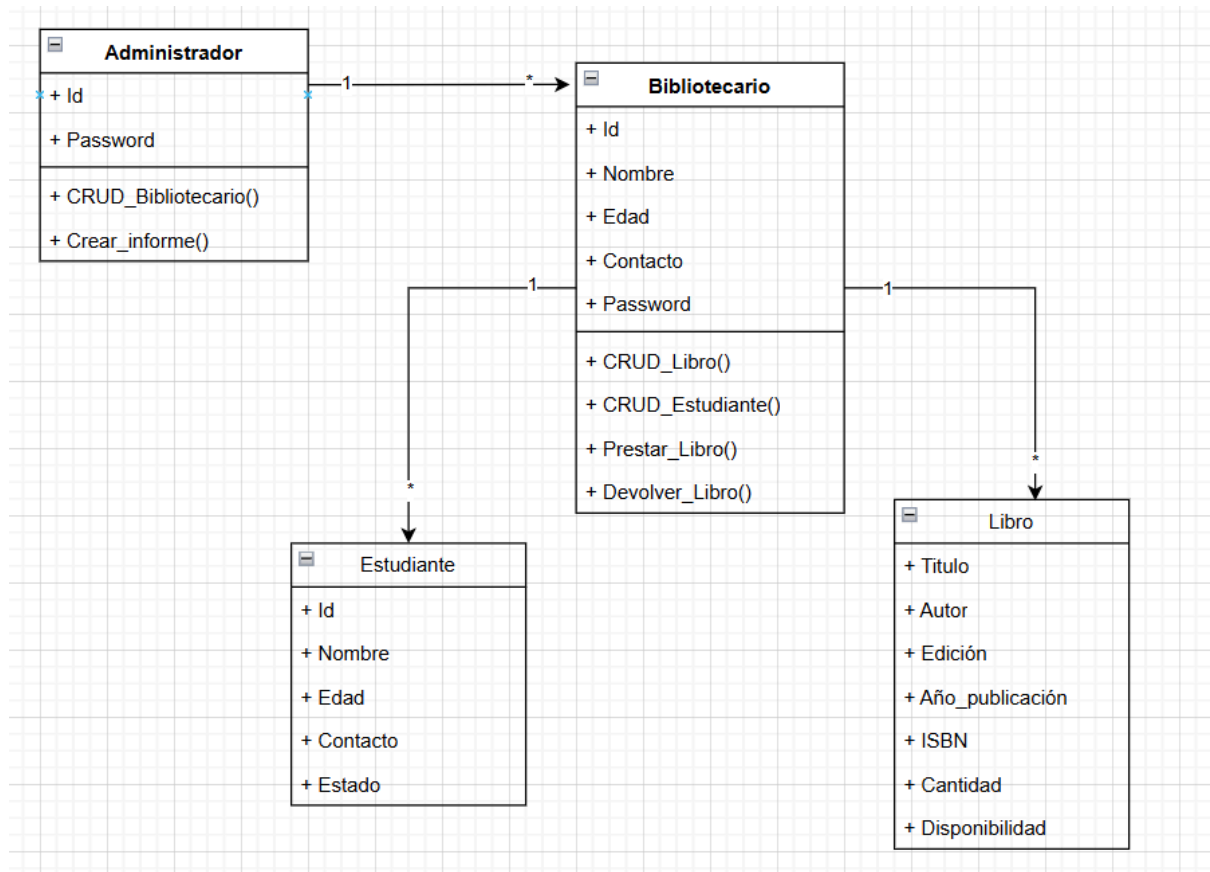 Administrador
+ Id
+ Password
+ CRUD_Bibliotecario()
+ Crear_informe()
1
*
Bibliotecario
+ Id
+ Nombre
+ Edad
+ Contacto
+ Password
+ CRUD_Libro()
+ CRUD_Estudiante()
+ Prestar_Libro()
+ Devolver_Libro()
1
*
1
*
Estudiante
+ Id
+ Nombre
+ Edad
+ Contacto
+ Estado
Libro
+ Titulo
+ Autor
+ Edición
+ Año_publicación
+ ISBN
+ Cantidad
+ Disponibilidad